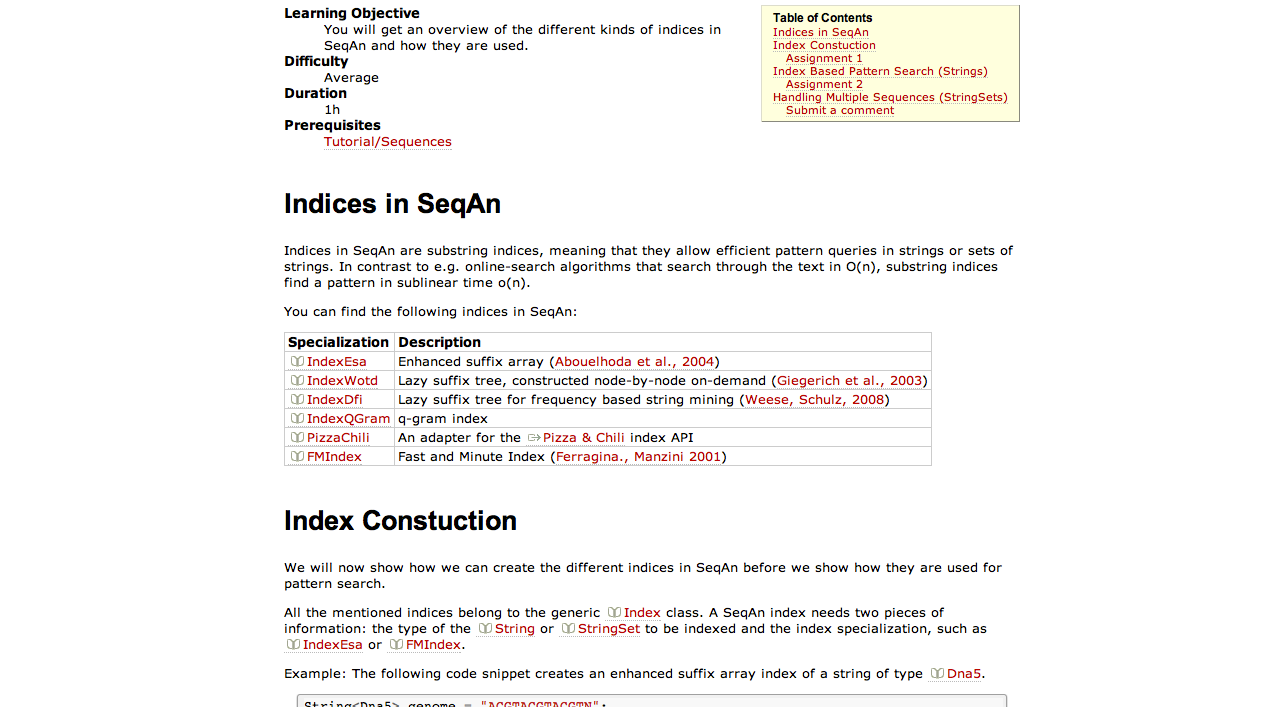 Learning Objective
You will get an overview of the different kinds of indices in
SeqAn and how they are used.
Difficulty
Average
Duration
1h
Prerequisites
Tutorial/Sequences
Table of Contents
Indices in SeqAn
Index Constuction
Assignment 1
Index Based Pattern Search (Strings)
Assignment 2
Handling Multiple Sequences (StringSets)
Submit a comment
Indices in SeqAn
Indices in SeqAn are substring indices, meaning that they allow efficient pattern queries in strings or sets of
strings. In contrast to e.g. online-search algorithms that search through the text in O(n), substring indices
find a pattern in sublinear time o(n).
You can find the following indices in SeqAn:
Specialization Description
IndexEsa Enhanced suffix array (Abouelhoda et al., 2004)
IndexWotd Lazy suffix tree, constructed node-by-node on-demand (Giegerich et al., 2003)
IndexDfi Lazy suffix tree for frequency based string mining (Weese, Schulz, 2008)
IndexQGram q-gram index
PizzaChili An adapter for the Pizza & Chili index API
FMIndex Fast and Minute Index (Ferragina., Manzini 2001)
Index Constuction
We will now show how we can create the different indices in SeqAn before we show how they are used for
pattern search.
All the mentioned indices belong to the generic Index class. A SeqAn index needs two pieces of
information: the type of the String or StringSet to be indexed and the index specialization, such as
IndexEsa or FMIndex.
Example: The following code snippet creates an enhanced suffix array index of a string of type Dna5.
String<Dna5> genome = "ACGTACGTACGTN";